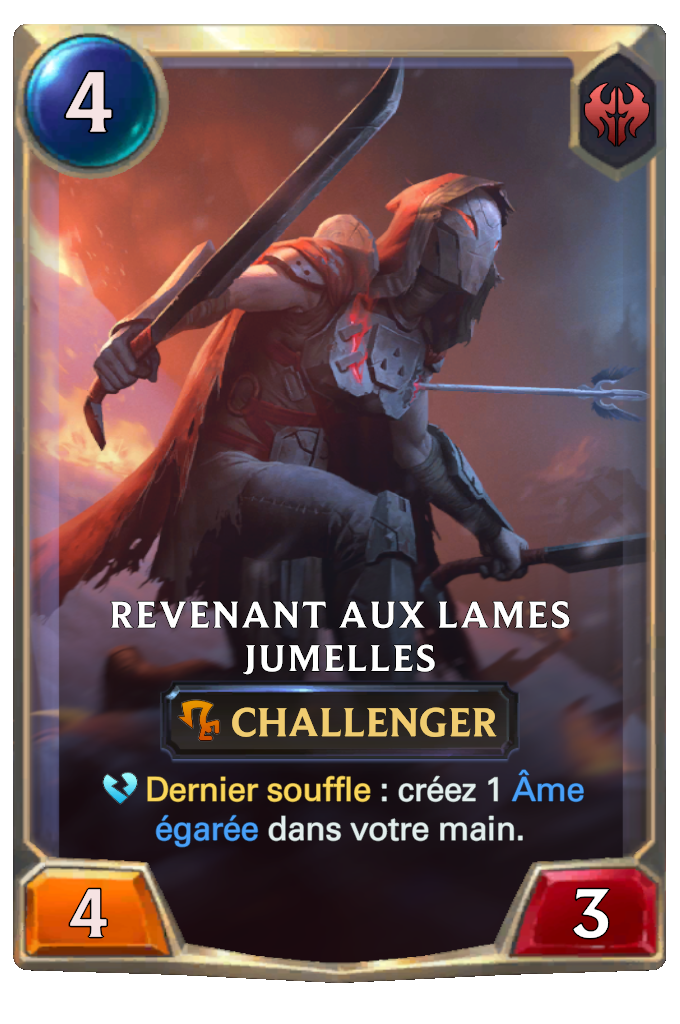 4
REVENANT AUX LAMES
JUMELLES
CHALLENGER
Dernier souffle : créez 1 Âme
égarée dans votre main.
4
3